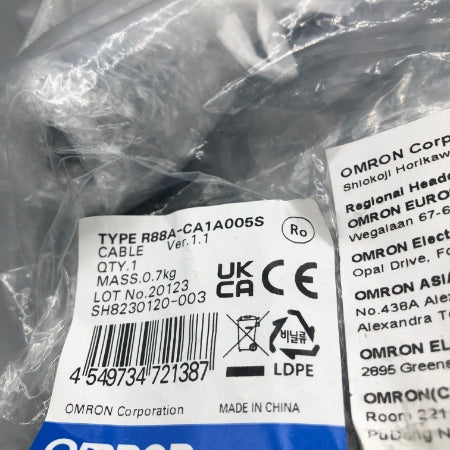 TYPE R88A-CA1A005S
CABLE Ver.1.1
QTY.1
MASS.0.7kg
LOT No.20123
SH8230120-003
Ro
UK
CA CE
비닐류
LDPE
4 549734 721387
OMRON Corporation MADE IN CHINA
OMRON
OMRON Corp
Shiokoji Horikaw
Regional Head
OMRON EURO
Wegalaan 67-6
OMRON Elect
Opal Drive, Fo
OMRON ASIA
No.438A Alex
Alexandra T
OMRON EL
2895 Greens
OMRON(C
Room 221
PuDong N